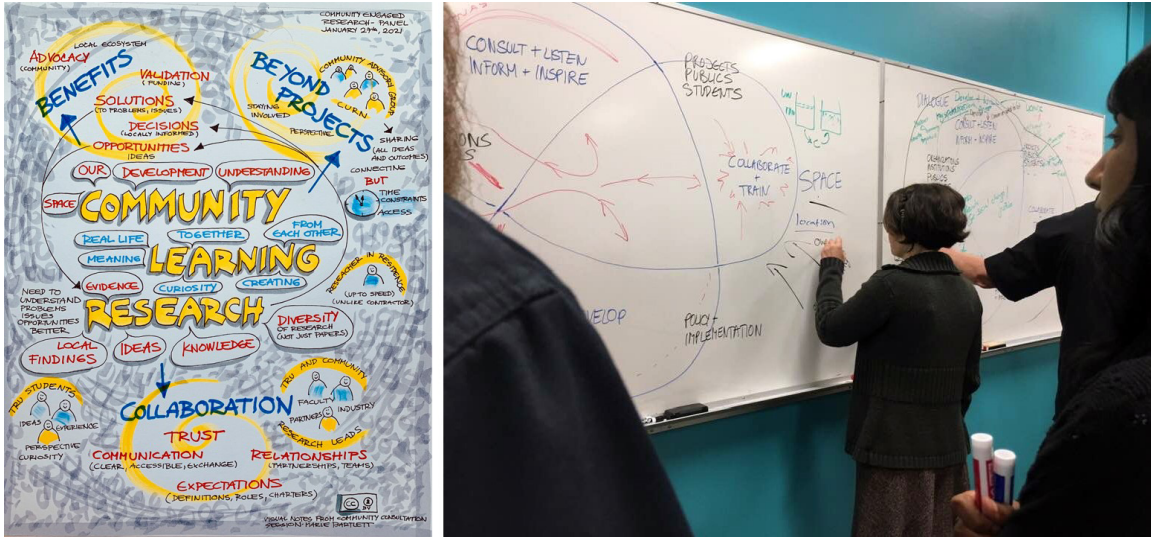 COMMUNITY ENGAGED
RESEARCH - PANEL
JANUARY 29th, 2021
LOCAL ECOSYSTEM
ADVOCACY
(COMMUNITY)
BENEFITS
VALIDATION
(FUNDING)
SOLUTIONS
(TO PROBLEMS, ISSUES)
DECISIONS
(LOCALLY INFORMED)
OPPORTUNITIES
IDEAS
BEYOND
PROJECTS
COMMUNITY ADVISORY GROUP
CURN
STAYING
INVOLVED
PERSPECTIVE
SHARING
(ALL IDEAS
AND OUTCOMES)
CONNECTING
BUT
TIME
CONSTRAINTS
ACCESS
OUR
DEVELOPMENT
UNDERSTANDING
SPACE
COMMUNITY
REAL LIFE
TOGETHER
FROM
EACH OTHER
MEANING
LEARNING
EVIDENCE
CURIOSITY
CREATING
RESEARCHER IN RESIDENCE
(UP TO SPEED)
(UNLIKE CONTRACTOR)
NEED TO
UNDERSTAND
PROBLEMS
ISSUES
OPPORTUNITIES
BETTER
RESEARCH
LOCAL
FINDINGS
IDEAS
KNOWLEDGE
DIVERSITY
OF RESEARCH
(NOT JUST PAPERS)
TRU STUDENTS
IDEAS
EXPERIENCE
PERSPECTIVE
CURIOSITY
COLLABORATION
TRUST
COMMUNICATION
(CLEAR, ACCESSIBLE, EXCHANGE)
RELATIONSHIPS
(PARTNERSHIPS, TEAMS)
EXPECTATIONS
(DEFINITIONS, ROLES, CHARTERS)
TRU AND COMMUNITY
FACULTY
PARTNERS
INDUSTRY
RESEARCH LEADS
CC BY
VISUAL NOTES FROM COMMUNITY CONSULTATION
SESSION: MARIE BARTLETT
CONSULT + LISTEN
INFORM + INSPIRE
PROJECTS
PUBLICS
STUDENTS
COLLABORATE
+
TRAIN
SPACE
location
POLICY +
IMPLEMENTATION
DIALOGUE
CONSULT + LISTEN
INFORM + INSPIRE